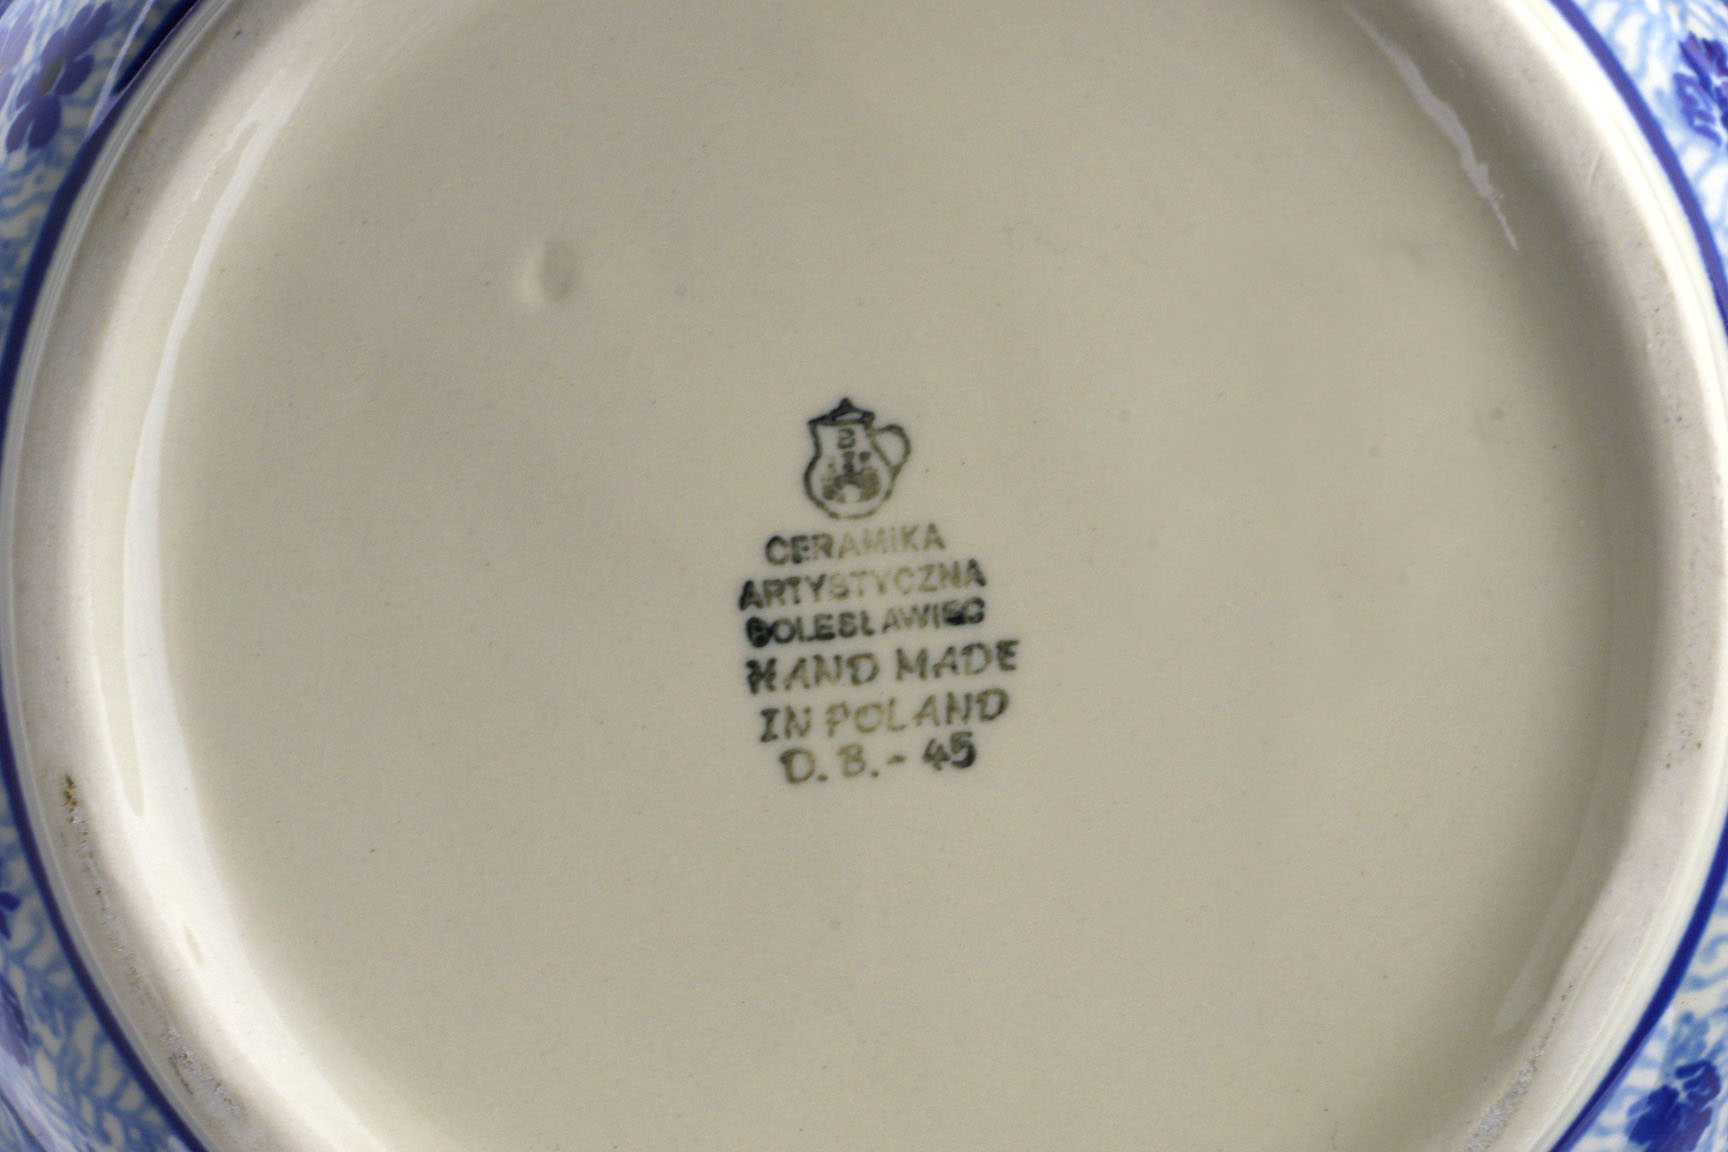 CERAMIKA
ARTYSTYCZNA
BOLESŁAWIEC
HAND MADE
IN POLAND
D.B.- 45